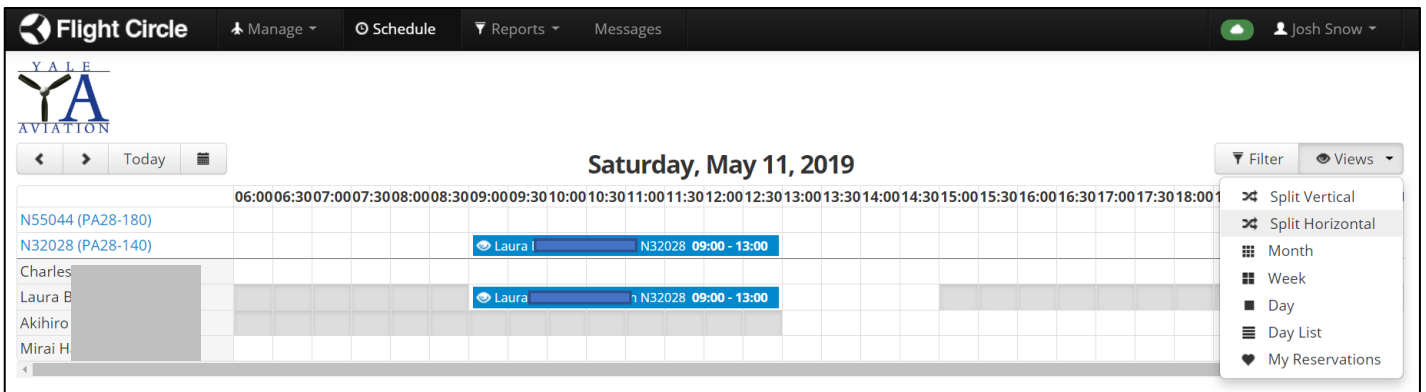 Flight Circle Manage Schedule Reports Messages Josh Snow
YALE
YA
AVIATION
Today Saturday, May 11, 2019 Filter Views
06:00 06:30 07:00 07:30 08:00 08:30 09:00 09:30 10:00 10:30 11:00 11:30 12:00 12:30 13:00 13:30 14:00 14:30 15:00 15:30 16:00 16:30 17:00 17:30 18:00
N55044 (PA28-180)
N32028 (PA28-140) Laura N32028 09:00 - 13:00
Charles
Laura B Laura N32028 09:00 - 13:00
Akihiro
Mirai H
Split Vertical
Split Horizontal
Month
Week
Day
Day List
My Reservations